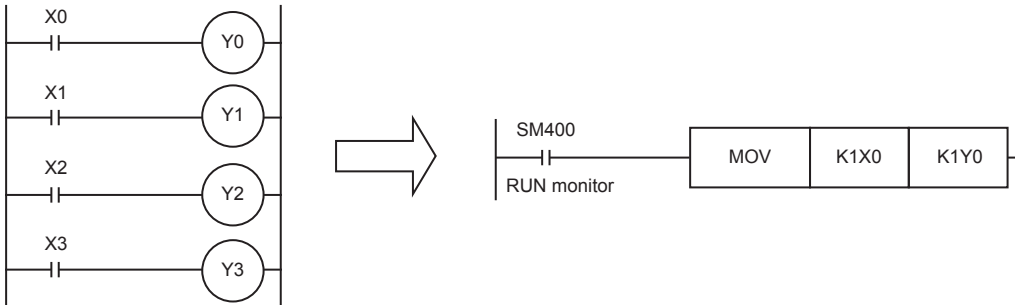 X0
Y0
X1
Y1
X2
Y2
X3
Y3
SM400
MOV K1X0 K1Y0
RUN monitor